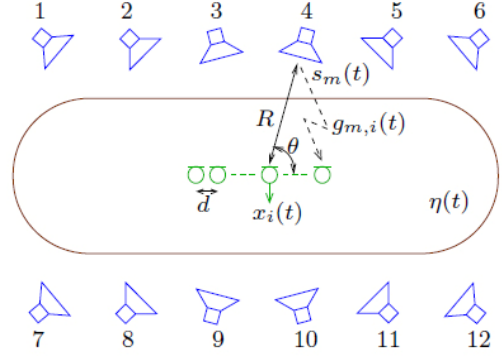 1 2 3 4 5 6
s_m(t)
R
g_{m,i}(t)
θ
d
x_i(t)
η(t)
7 8 9 10 11 12